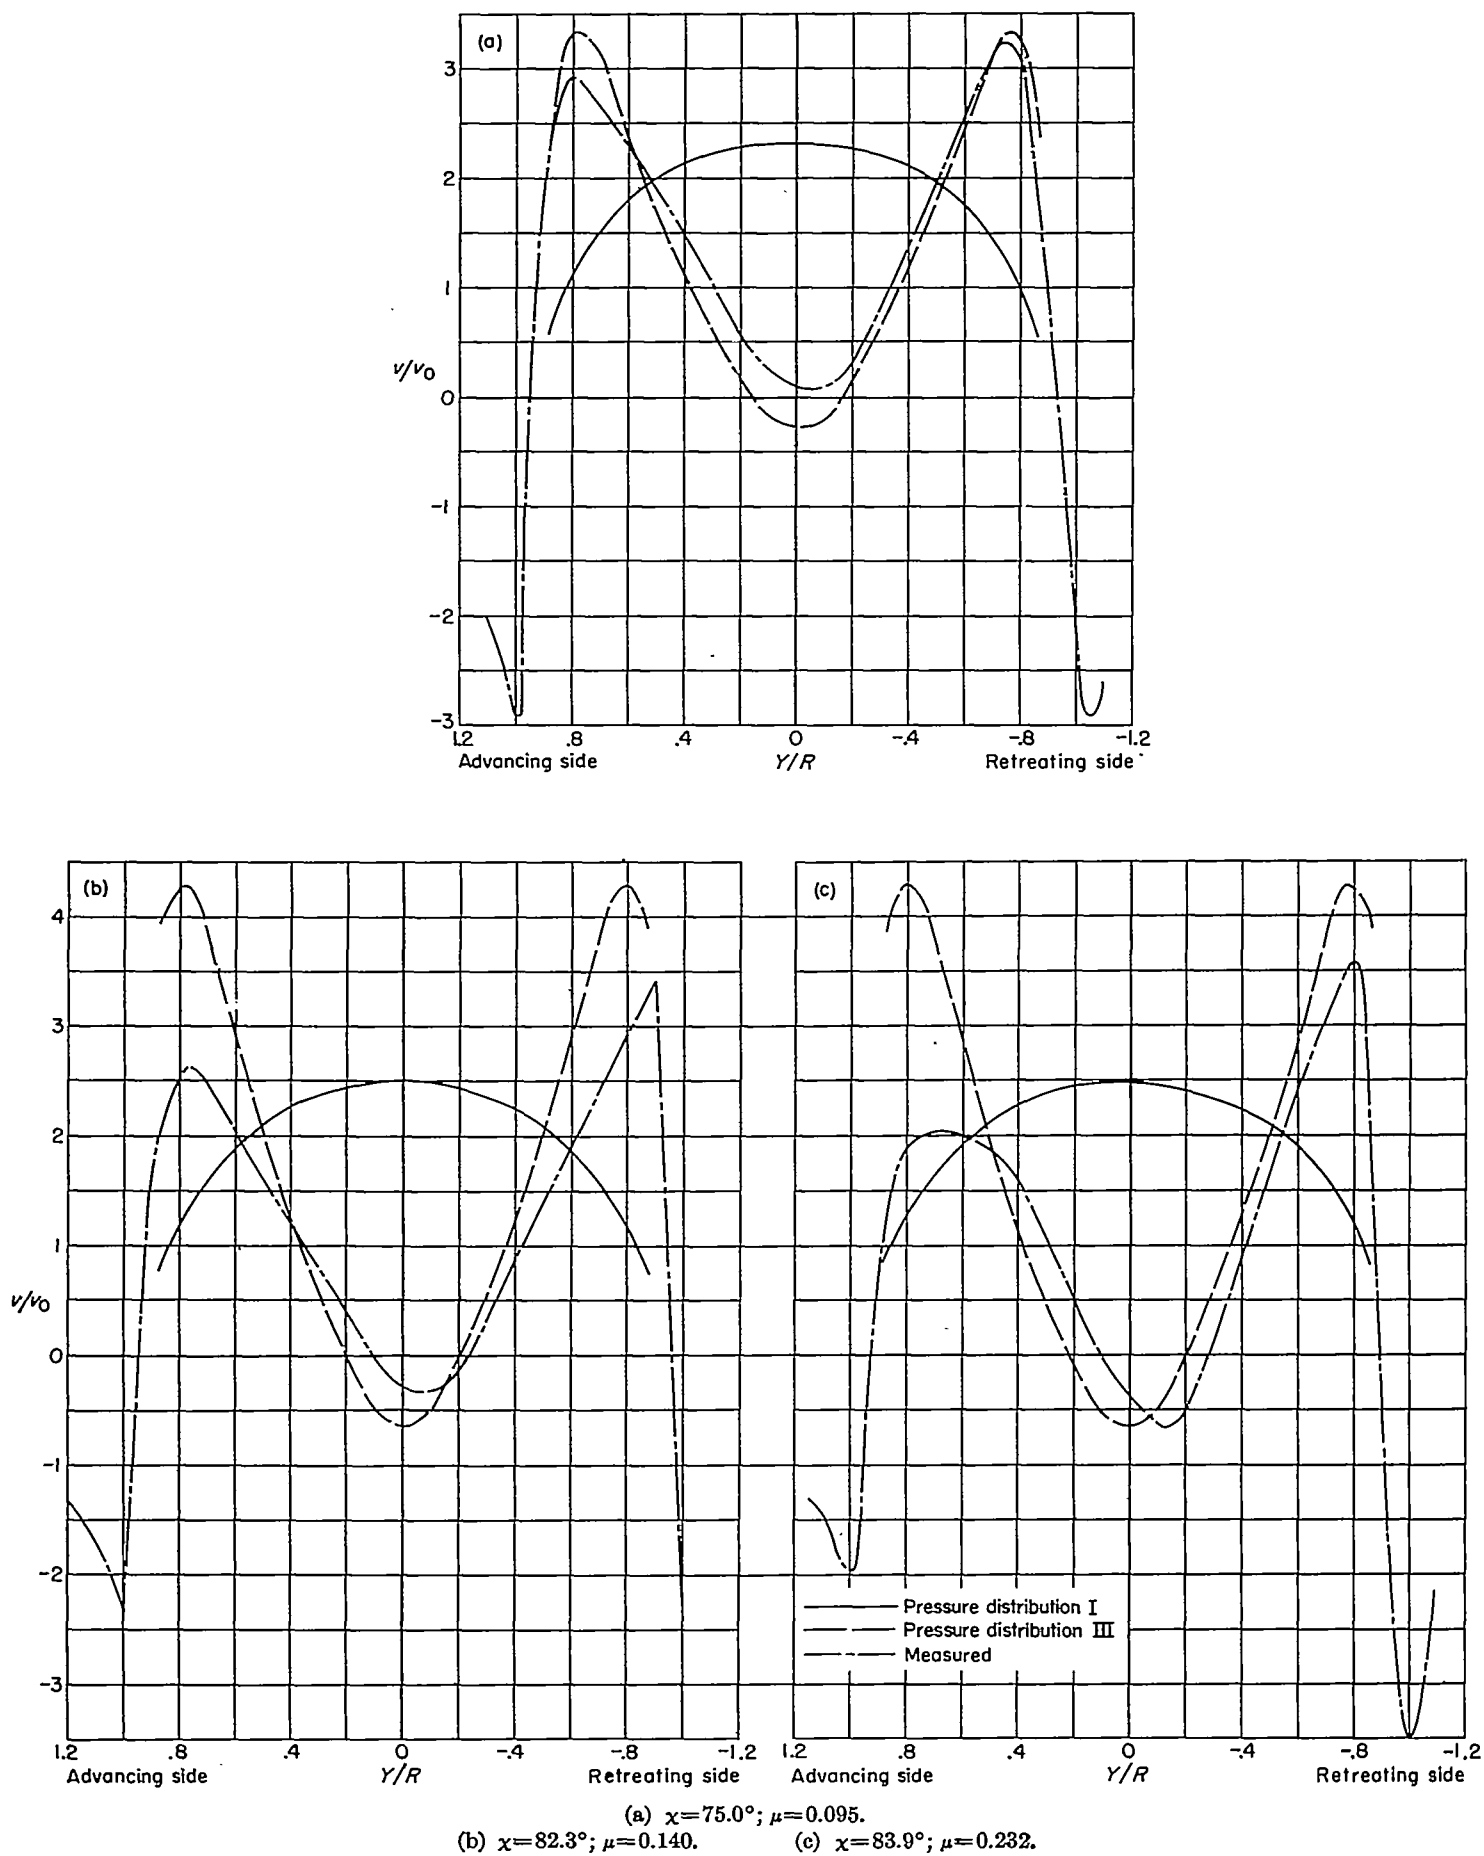 (a)
3
2
1
v/v0
0
-1
-2
-3
1.2 .8 .4 0 -.4 -.8 -1.2
Advancing side Y/R Retreating side
(b) (c)
4
3
2
1
v/v0
0
-1
-2
-3
Pressure distribution I
Pressure distribution III
Measured
1.2 .8 .4 0 -.4 -.8 -1.2 1.2 .8 .4 0 -.4 -.8 -1.2
Advancing side Y/R Retreating side Advancing side Y/R Retreating side
(a) χ=75.0°; μ=0.095.
(b) χ=82.3°; μ=0.140. (c) χ=83.9°; μ=0.232.